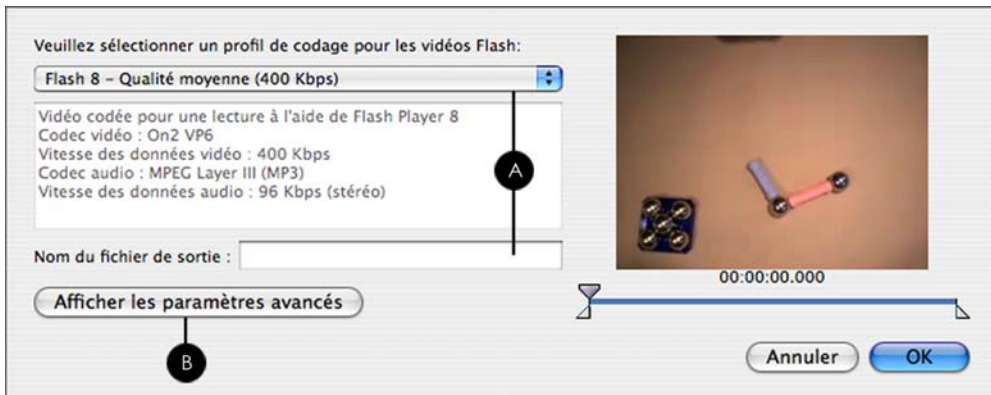 Veuillez sélectionner un profil de codage pour les vidéos Flash:
Flash 8 – Qualité moyenne (400 Kbps)
Vidéo codée pour une lecture à l'aide de Flash Player 8
Codec vidéo : On2 VP6
Vitesse des données vidéo : 400 Kbps
Codec audio : MPEG Layer III (MP3)
Vitesse des données audio : 96 Kbps (stéréo)
A
Nom du fichier de sortie :
00:00:00.000
Afficher les paramètres avancés
B
Annuler
OK